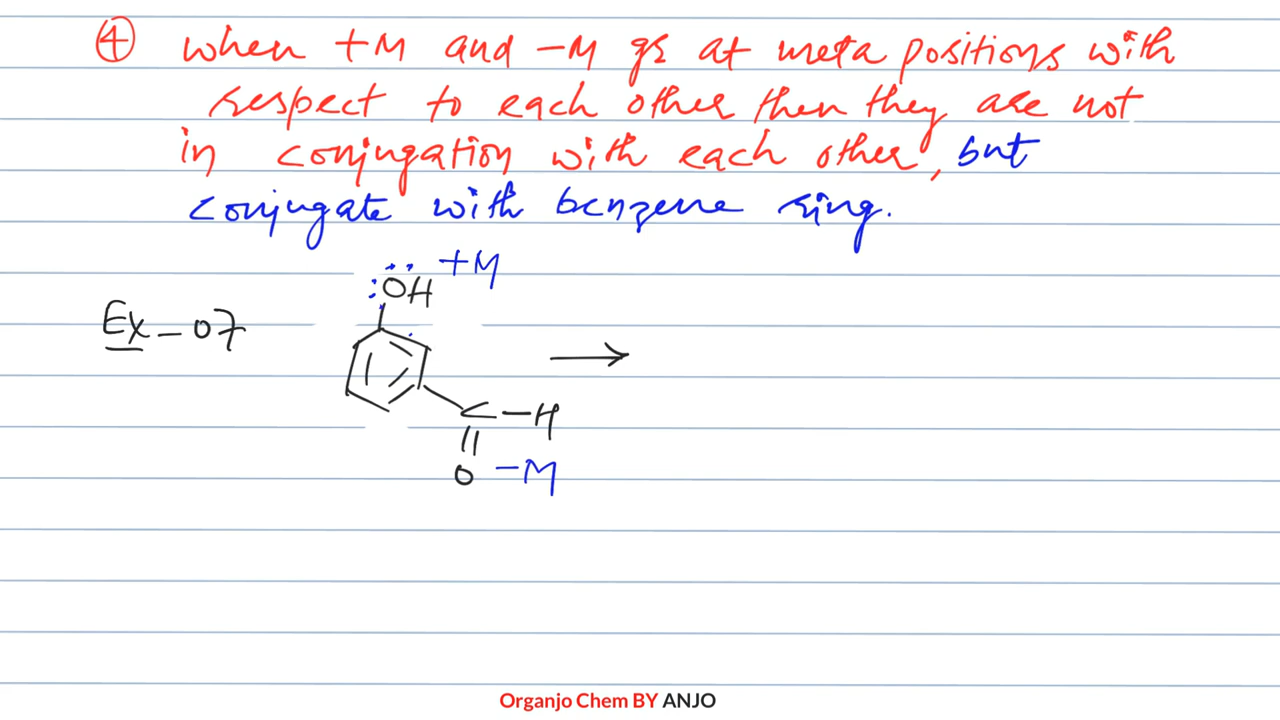 ④ when +M and -M gs at meta positions with
respect to each other then they are not
in conjugation with each other, but
conjugate with benzene ring.
+M
:ÖH
Ex-07
C-H
O -M
Organjo Chem BY ANJO